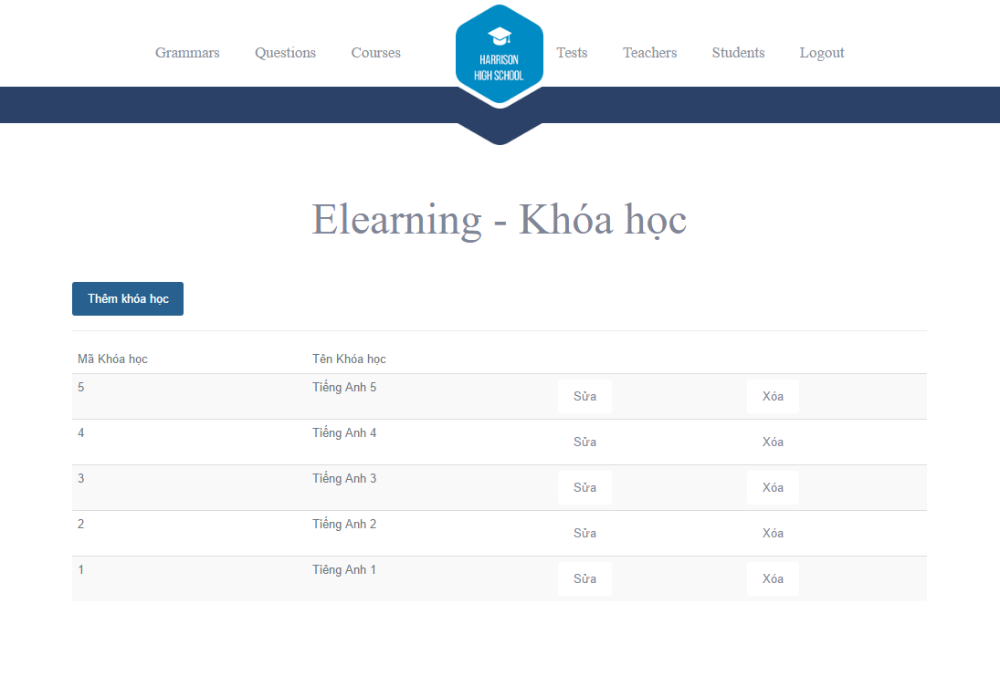 Grammars Questions Courses
HARRISON
HIGH SCHOOL
Tests Teachers Students Logout
Elearning - Khóa học
Thêm khóa học
Mã Khóa học Tên Khóa học
5 Tiếng Anh 5 Sửa Xóa
4 Tiếng Anh 4 Sửa Xóa
3 Tiếng Anh 3 Sửa Xóa
2 Tiếng Anh 2 Sửa Xóa
1 Tiêng Anh 1 Sửa Xóa